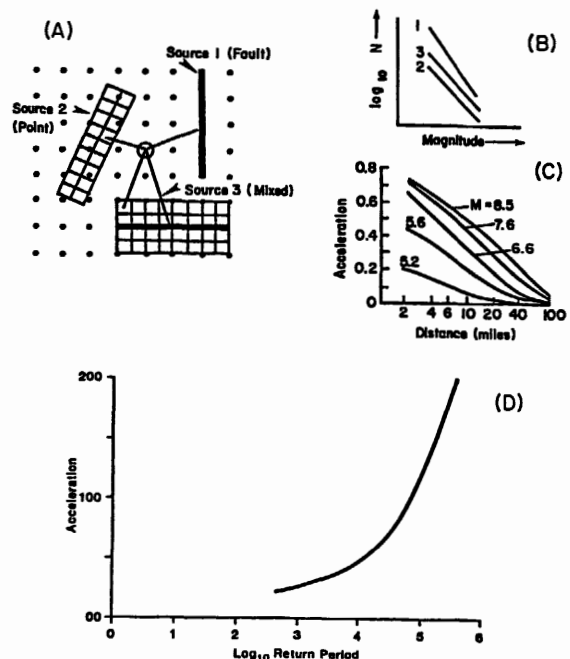 (A)
Source 1 (Fault)
Source 2
(Point)
Source 3 (Mixed)
(B)
log10 N
1
3
2
Magnitude
(C)
Acceleration
0.8
0.6
0.4
0.2
0
M=8.5
7.6
6.6
5.6
5.2
2 4 6 10 20 40 100
Distance (miles)
(D)
Acceleration
200
100
00
0 1 2 3 4 5 6
Log10 Return Period